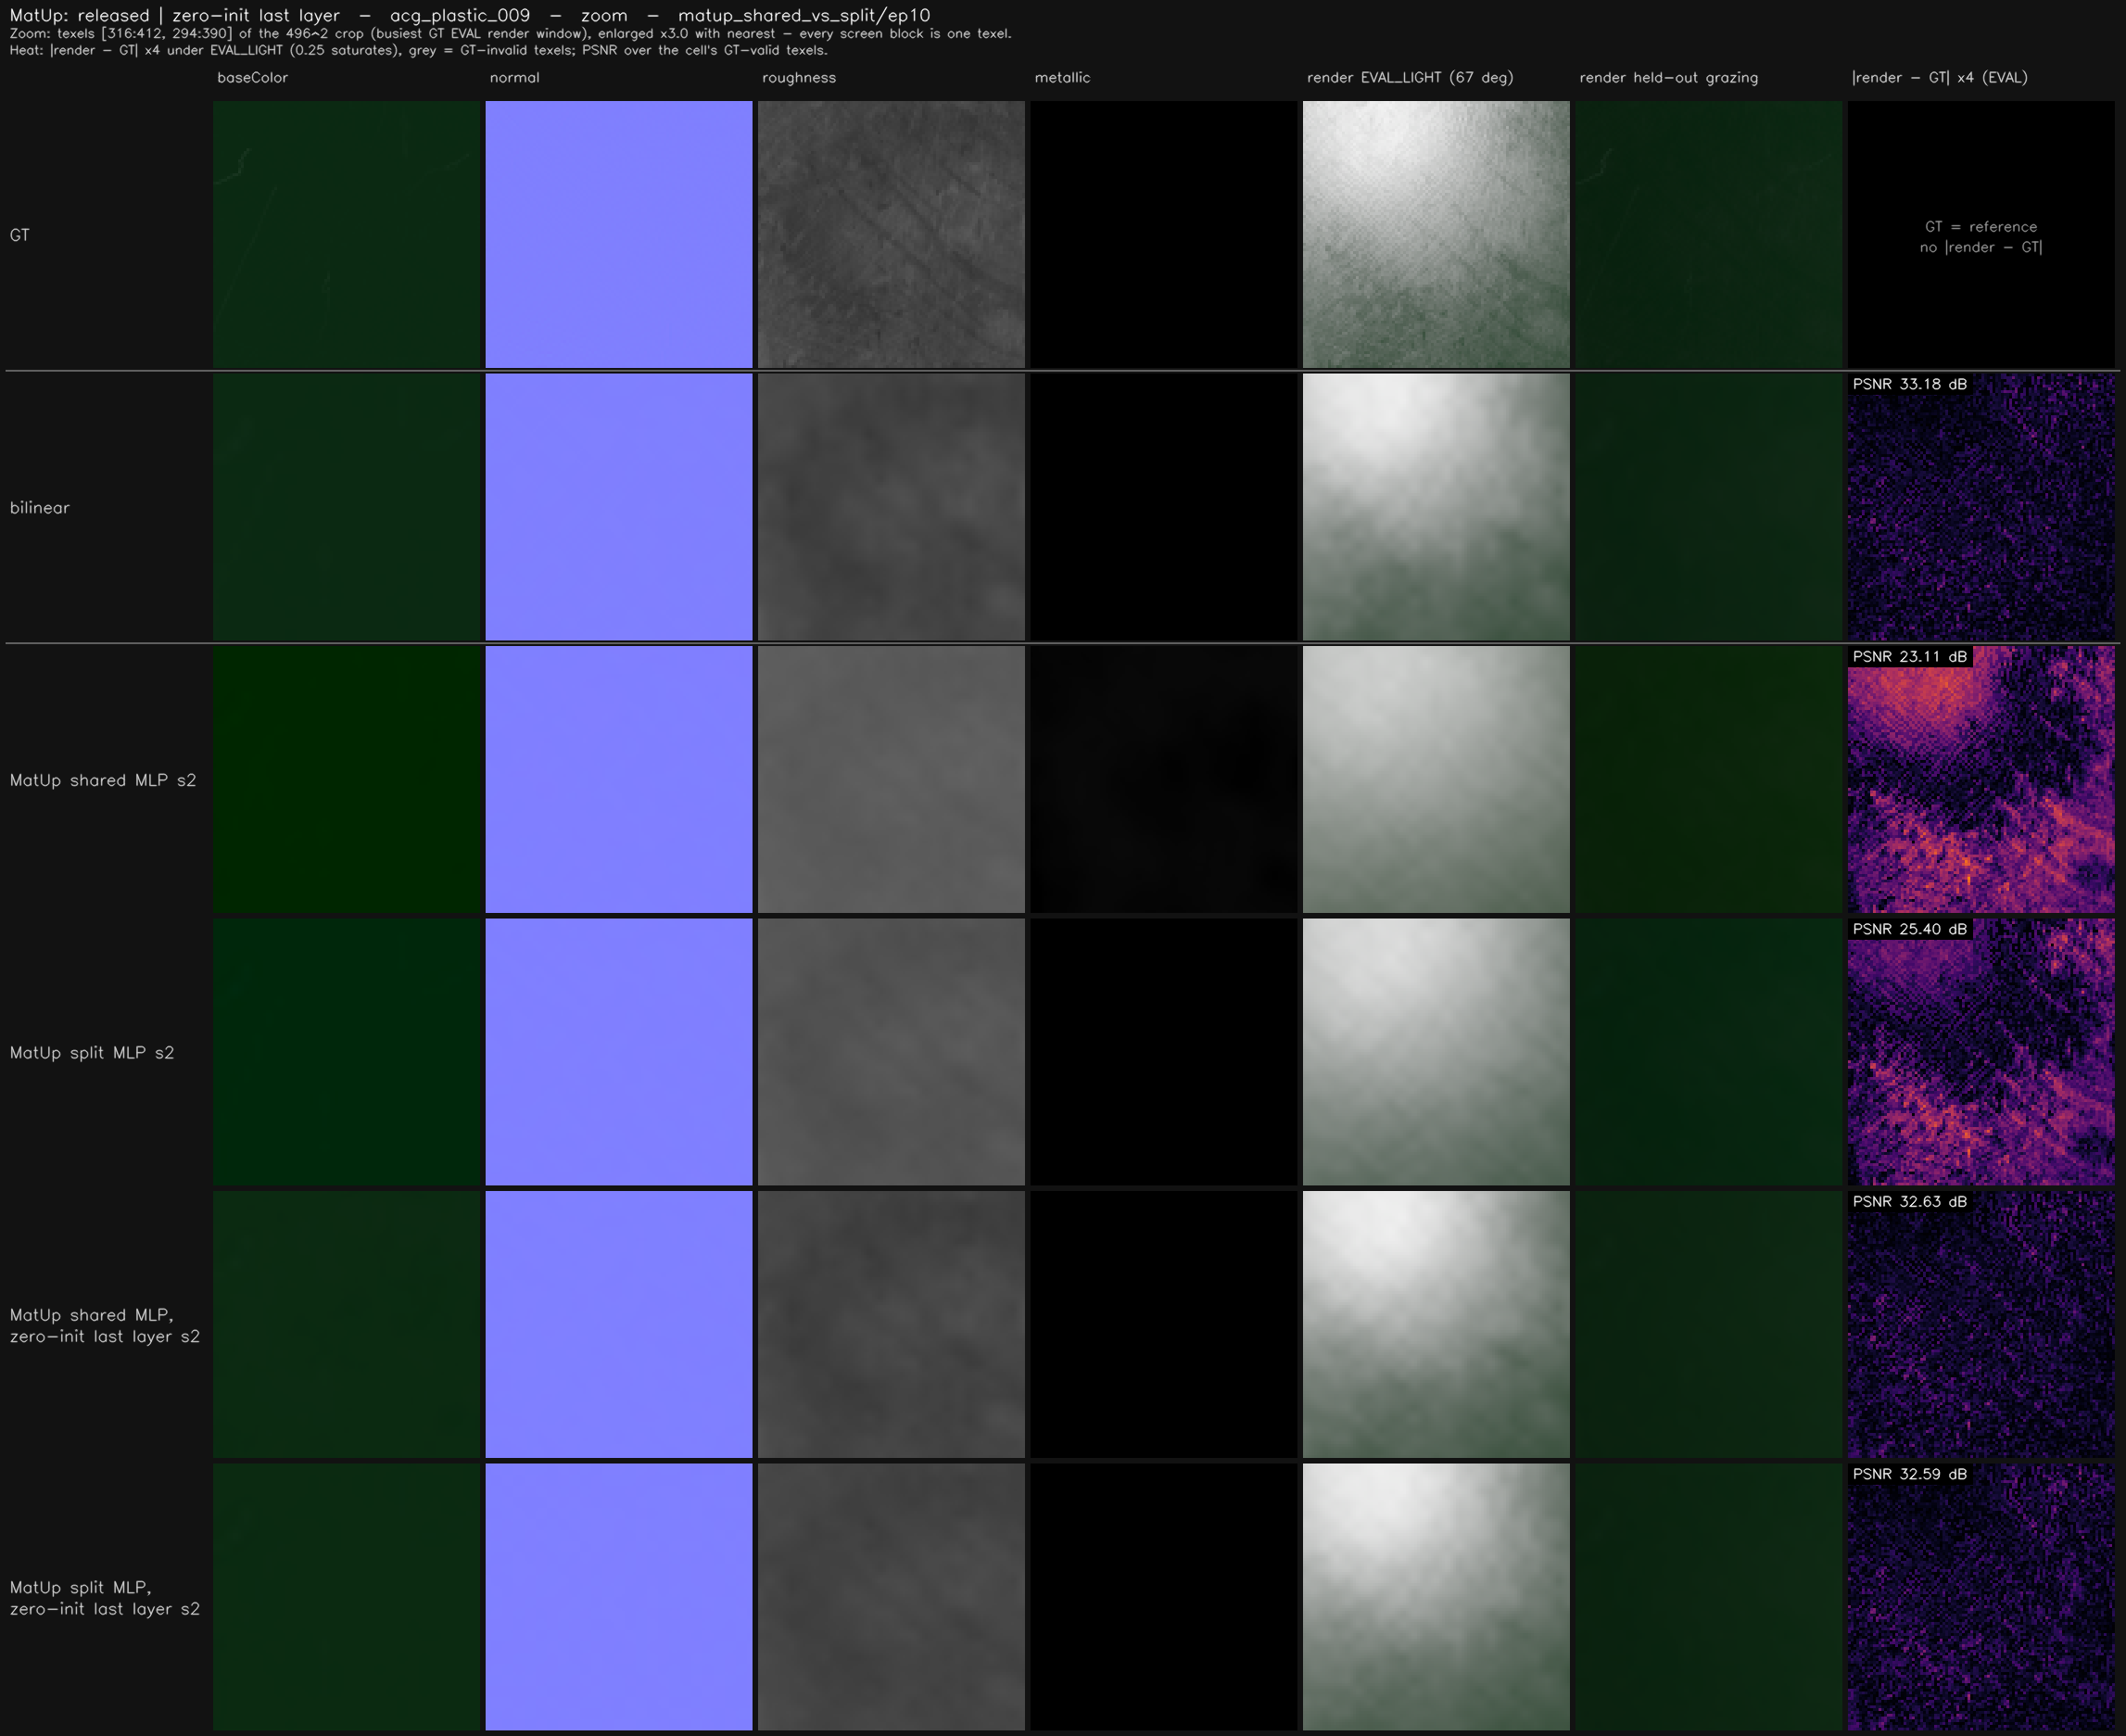 MatUp: released | zero-init last layer  —  acg_plastic_009  —  zoom  —  matup_shared_vs_split/ep10
Zoom: texels [316:412, 294:390] of the 496^2 crop (busiest GT EVAL render window), enlarged x3.0 with nearest — every screen block is one texel.
Heat: |render — GT| x4 under EVAL_LIGHT (0.25 saturates), grey = GT-invalid texels; PSNR over the cell's GT-valid texels.
baseColor normal roughness metallic render EVAL_LIGHT (67 deg) render held-out grazing |render — GT| x4 (EVAL)
GT
GT = reference
no |render — GT|
bilinear
PSNR 33.18 dB
MatUp shared MLP s2
PSNR 23.11 dB
MatUp split MLP s2
PSNR 25.40 dB
MatUp shared MLP,
zero-init last layer s2
PSNR 32.63 dB
MatUp split MLP,
zero-init last layer s2
PSNR 32.59 dB